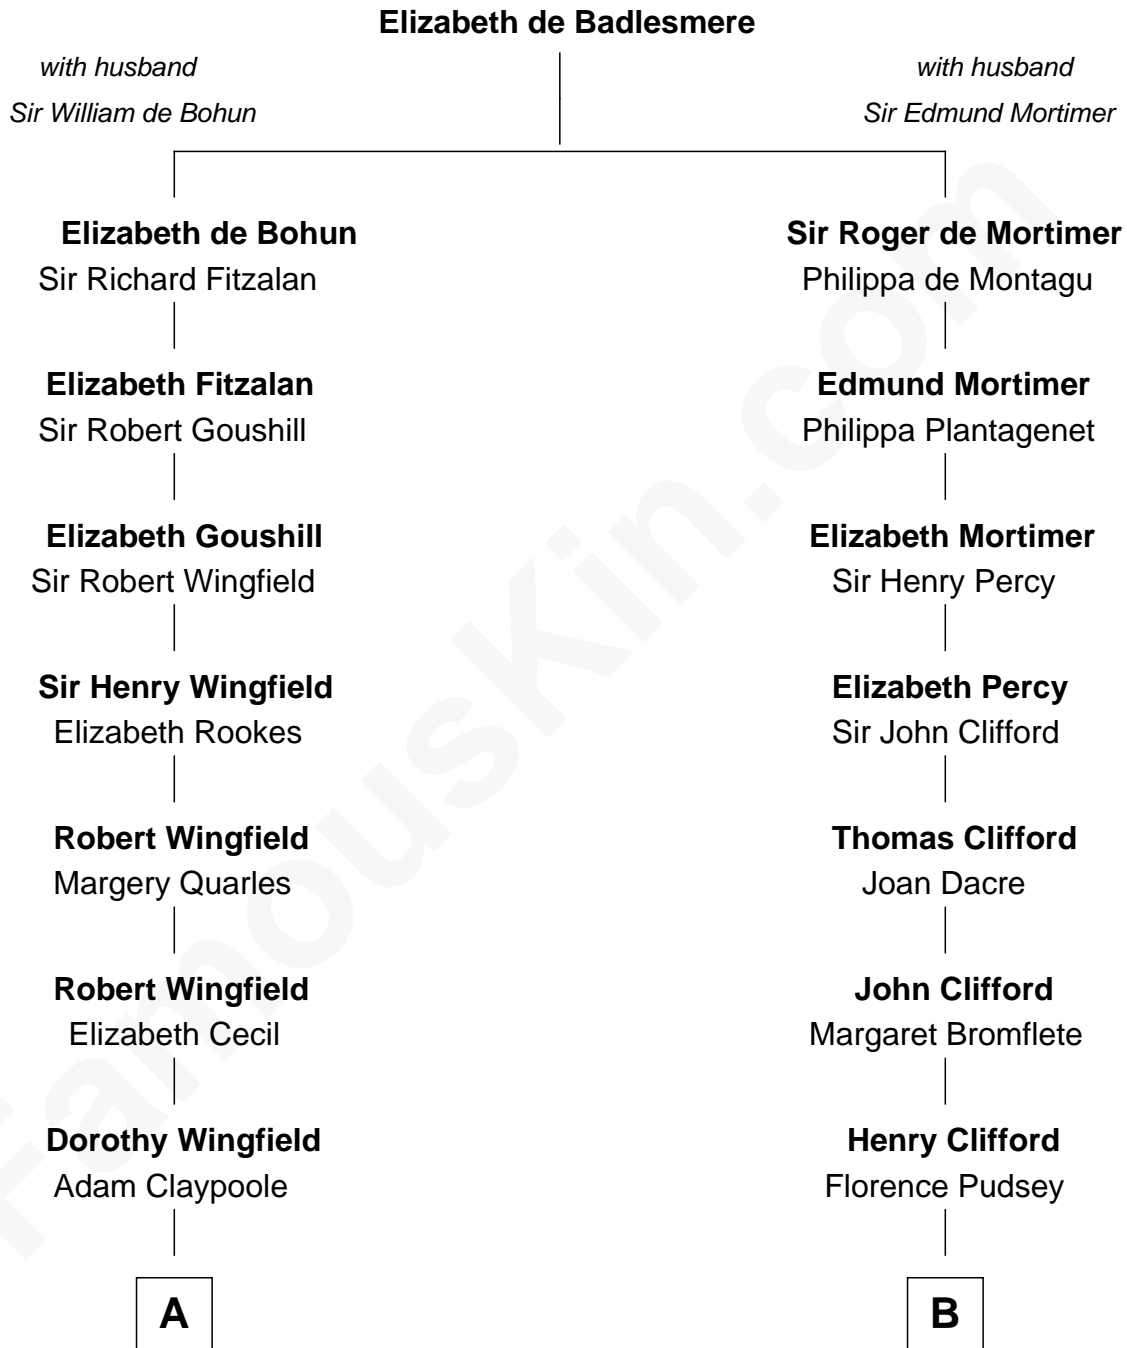 Elizabeth de Badlesmere
with husband
Sir William de Bohun
with husband
Sir Edmund Mortimer
Elizabeth de Bohun
Sir Richard Fitzalan
Sir Roger de Mortimer
Philippa de Montagu
Elizabeth Fitzalan
Sir Robert Goushill
Edmund Mortimer
Philippa Plantagenet
Elizabeth Goushill
Sir Robert Wingfield
Elizabeth Mortimer
Sir Henry Percy
Sir Henry Wingfield
Elizabeth Rookes
Elizabeth Percy
Sir John Clifford
Robert Wingfield
Margery Quarles
Thomas Clifford
Joan Dacre
Robert Wingfield
Elizabeth Cecil
John Clifford
Margaret Bromflete
Dorothy Wingfield
Adam Claypoole
Henry Clifford
Florence Pudsey
A
B
FamousKin.com